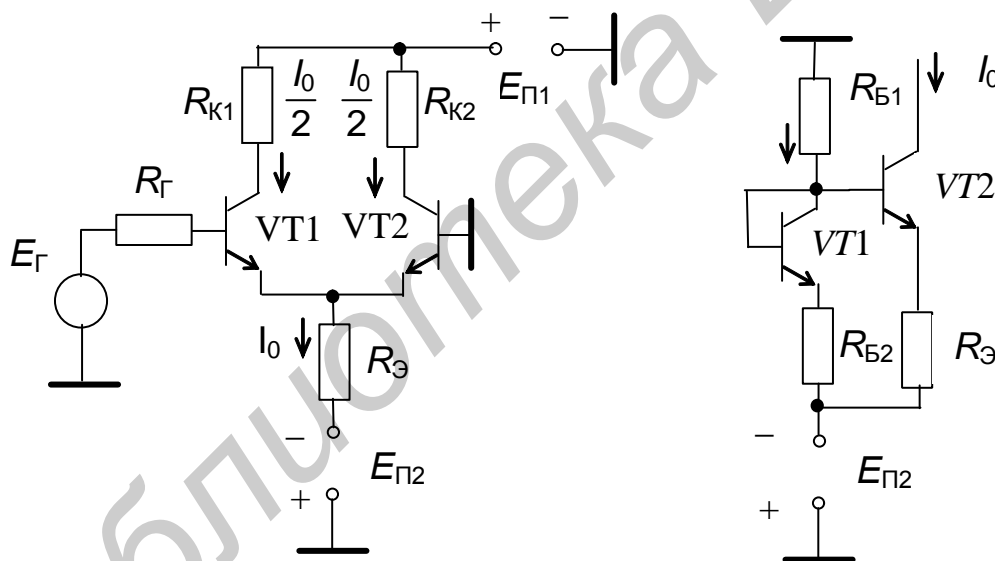 + −
E_П1
R_К1 I_0/2 I_0/2 R_К2
R_Г
VT1 VT2
E_Г
I_0
R_Э
−
E_П2
+
R_Б1 I_0
VT2
VT1
R_Б2 R_Э
−
E_П2
+
блиотека